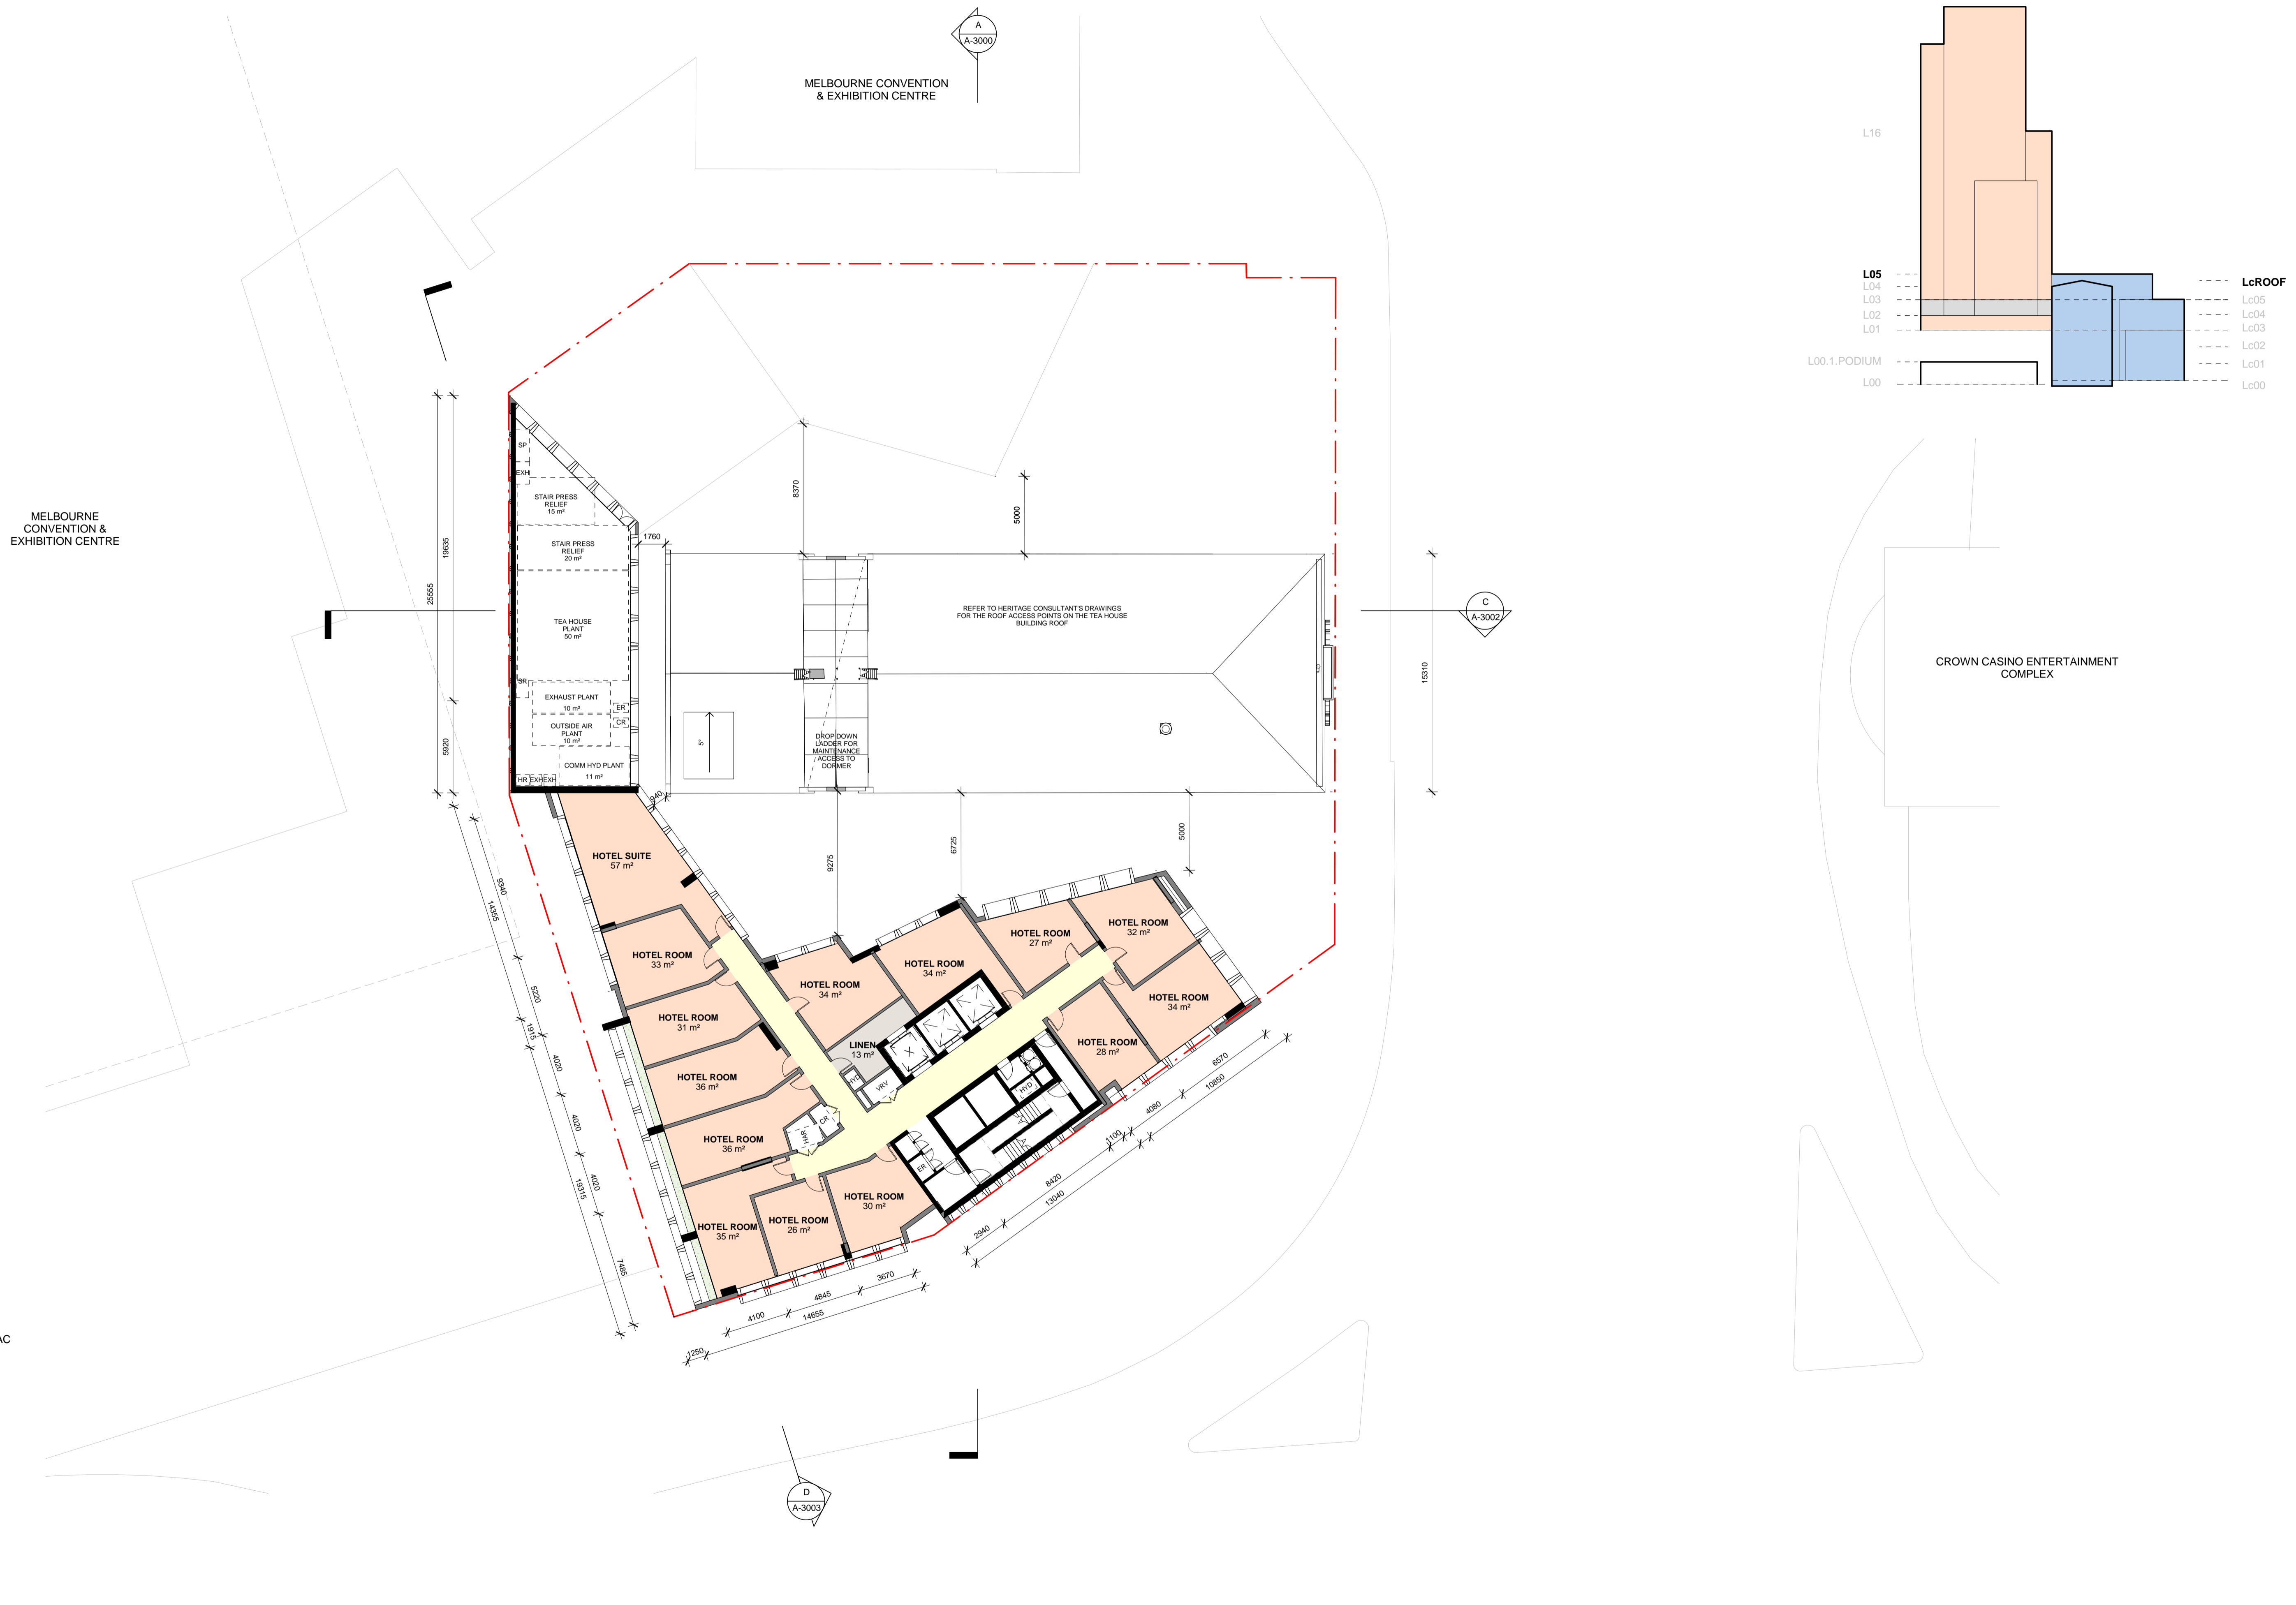 A
A-3000
MELBOURNE CONVENTION
& EXHIBITION CENTRE
L16
L05
L04
L03
L02
L01
L00.1.PODIUM
L00
LcROOF
Lc05
Lc04
Lc03
Lc02
Lc01
Lc00
MELBOURNE
CONVENTION &
EXHIBITION CENTRE
25555
19635
5920
SP
EXH
STAIR PRESS
RELIEF
15 m²
STAIR PRESS
RELIEF
20 m²
TEA HOUSE
PLANT
50 m²
SR
EXHAUST PLANT
10 m²
ER
CR
OUTSIDE AIR
PLANT
10 m²
COMM HYD PLANT
11 m²
HR
EXH
EXH
1760
8370
5000
REFER TO HERITAGE CONSULTANT'S DRAWINGS
FOR THE ROOF ACCESS POINTS ON THE TEA HOUSE
BUILDING ROOF
5°
DROP DOWN
LADDER FOR
MAINTENANCE
ACCESS TO
DORMER
C
A-3002
15310
CROWN CASINO ENTERTAINMENT
COMPLEX
940
9275
6725
5000
HOTEL SUITE
57 m²
HOTEL ROOM
33 m²
HOTEL ROOM
31 m²
HOTEL ROOM
36 m²
HOTEL ROOM
36 m²
HOTEL ROOM
35 m²
HOTEL ROOM
26 m²
HOTEL ROOM
30 m²
HOTEL ROOM
34 m²
HOTEL ROOM
34 m²
HOTEL ROOM
27 m²
HOTEL ROOM
32 m²
HOTEL ROOM
34 m²
HOTEL ROOM
28 m²
LINEN
13 m²
HYD
VRV
CR
HAR
ER
HYD
9340
14355
5220
1915
4020
4020
4020
19315
7485
6570
10850
4080
1100
8420
13040
2940
3670
4845
14655
4100
1250
AC
D
A-3003